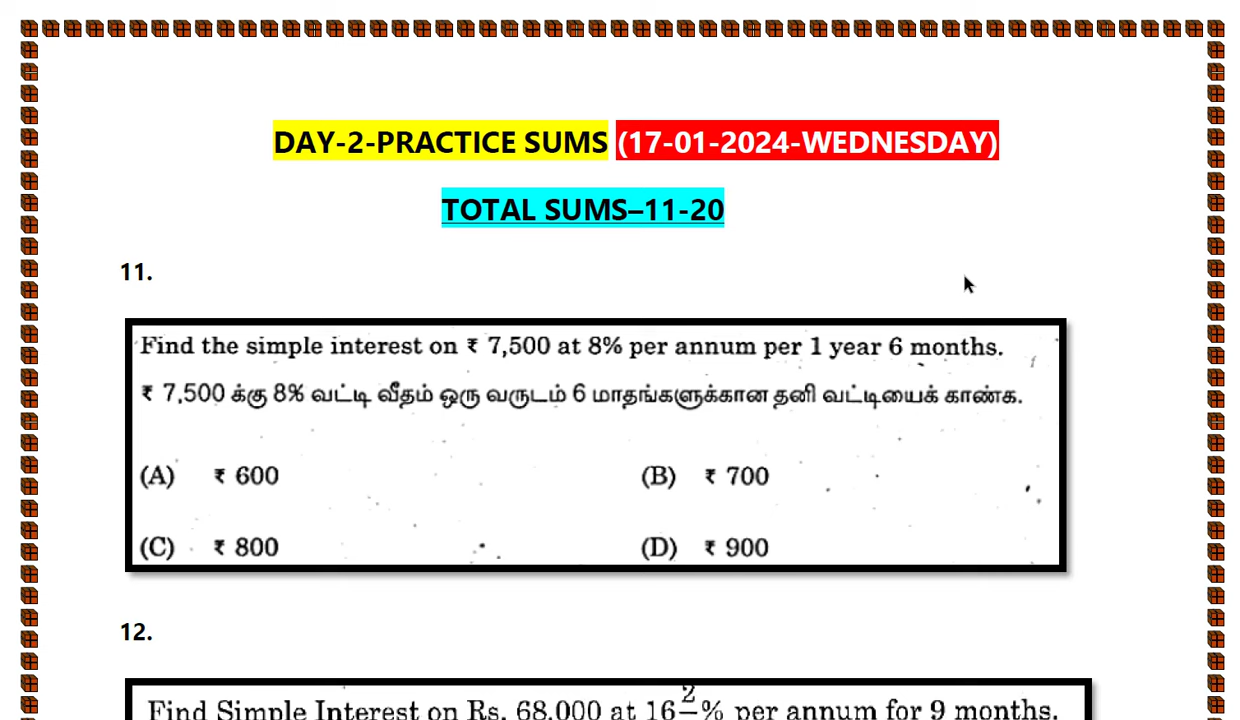 DAY-2-PRACTICE SUMS (17-01-2024-WEDNESDAY)
TOTAL SUMS–11-20
11.
Find the simple interest on ₹ 7,500 at 8% per annum per 1 year 6 months.
₹ 7,500 க்கு 8% வட்டி வீதம் ஒரு வருடம் 6 மாதங்களுக்கான தனி வட்டியைக் காண்க.
(A) ₹ 600 (B) ₹ 700
(C) ₹ 800 (D) ₹ 900
12.
Find Simple Interest on Rs. 68,000 at 16 2/ % per annum for 9 months.